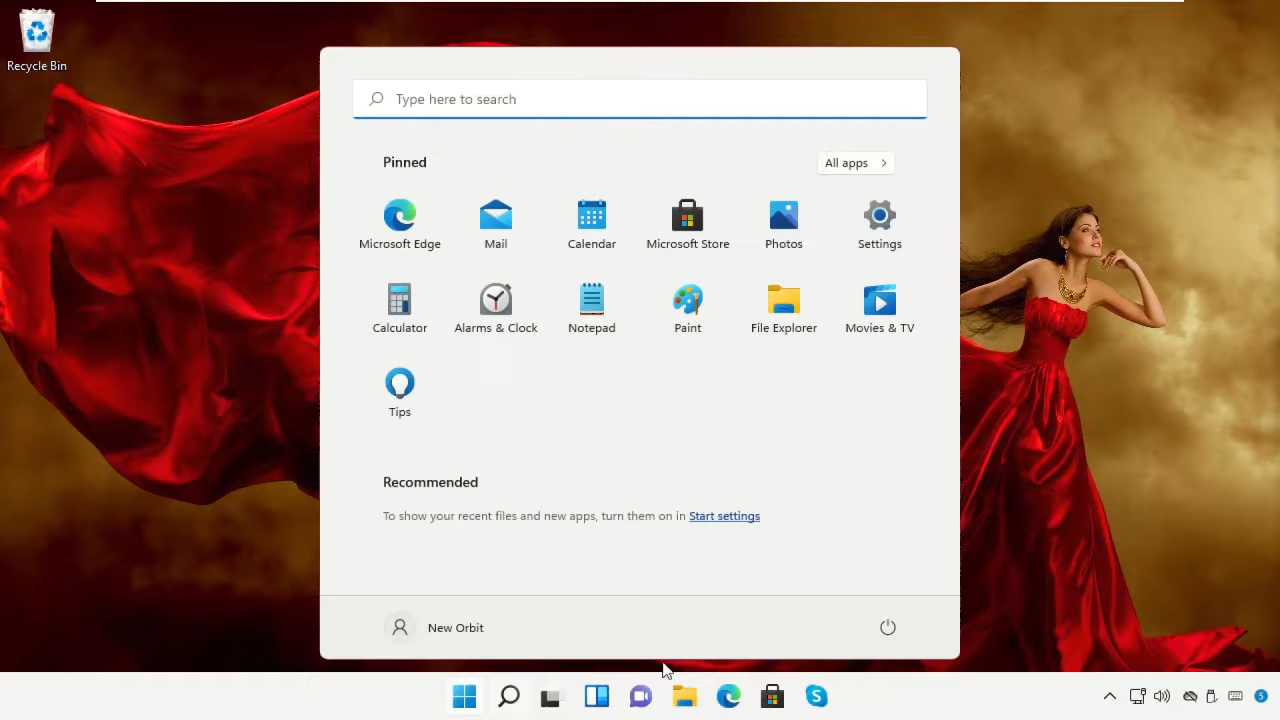 Recycle Bin
Type here to search
Pinned
All apps
Microsoft Edge
Mail
Calendar
Microsoft Store
Photos
Settings
Calculator
Alarms & Clock
Notepad
Paint
File Explorer
Movies & TV
Tips
Recommended
To show your recent files and new apps, turn them on in Start settings
New Orbit
S
5